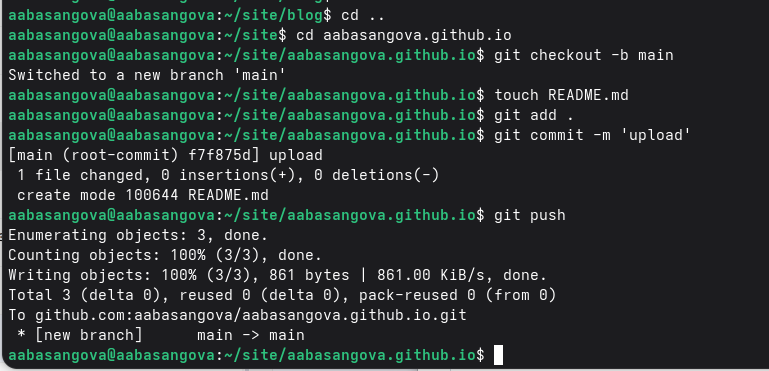 aabasangova@aabasangova:~/site/blog$ cd ..
aabasangova@aabasangova:~/site$ cd aabasangova.github.io
aabasangova@aabasangova:~/site/aabasangova.github.io$ git checkout -b main
Switched to a new branch 'main'
aabasangova@aabasangova:~/site/aabasangova.github.io$ touch README.md
aabasangova@aabasangova:~/site/aabasangova.github.io$ git add .
aabasangova@aabasangova:~/site/aabasangova.github.io$ git commit -m 'upload'
[main (root-commit) f7f875d] upload
 1 file changed, 0 insertions(+), 0 deletions(-)
 create mode 100644 README.md
aabasangova@aabasangova:~/site/aabasangova.github.io$ git push
Enumerating objects: 3, done.
Counting objects: 100% (3/3), done.
Writing objects: 100% (3/3), 861 bytes | 861.00 KiB/s, done.
Total 3 (delta 0), reused 0 (delta 0), pack-reused 0 (from 0)
To github.com:aabasangova/aabasangova.github.io.git
 * [new branch]      main -> main
aabasangova@aabasangova:~/site/aabasangova.github.io$